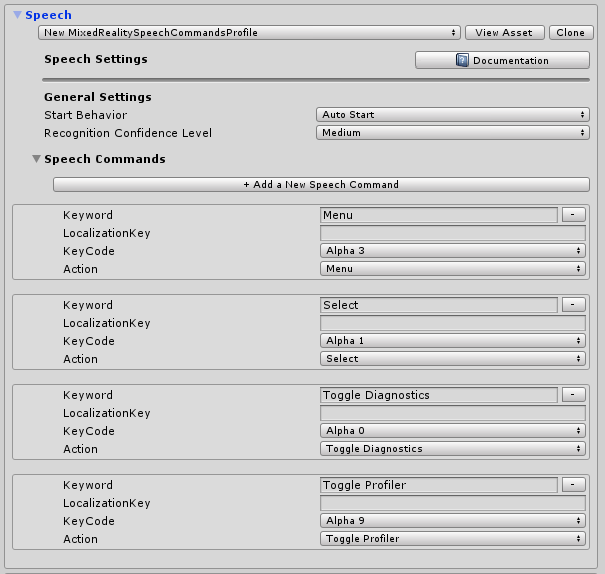 Speech
New MixedRealitySpeechCommandsProfile View Asset Clone
Speech Settings Documentation
General Settings
Start Behavior Auto Start
Recognition Confidence Level Medium
Speech Commands
+ Add a New Speech Command
Keyword Menu -
LocalizationKey
KeyCode Alpha 3
Action Menu
Keyword Select -
LocalizationKey
KeyCode Alpha 1
Action Select
Keyword Toggle Diagnostics -
LocalizationKey
KeyCode Alpha 0
Action Toggle Diagnostics
Keyword Toggle Profiler -
LocalizationKey
KeyCode Alpha 9
Action Toggle Profiler